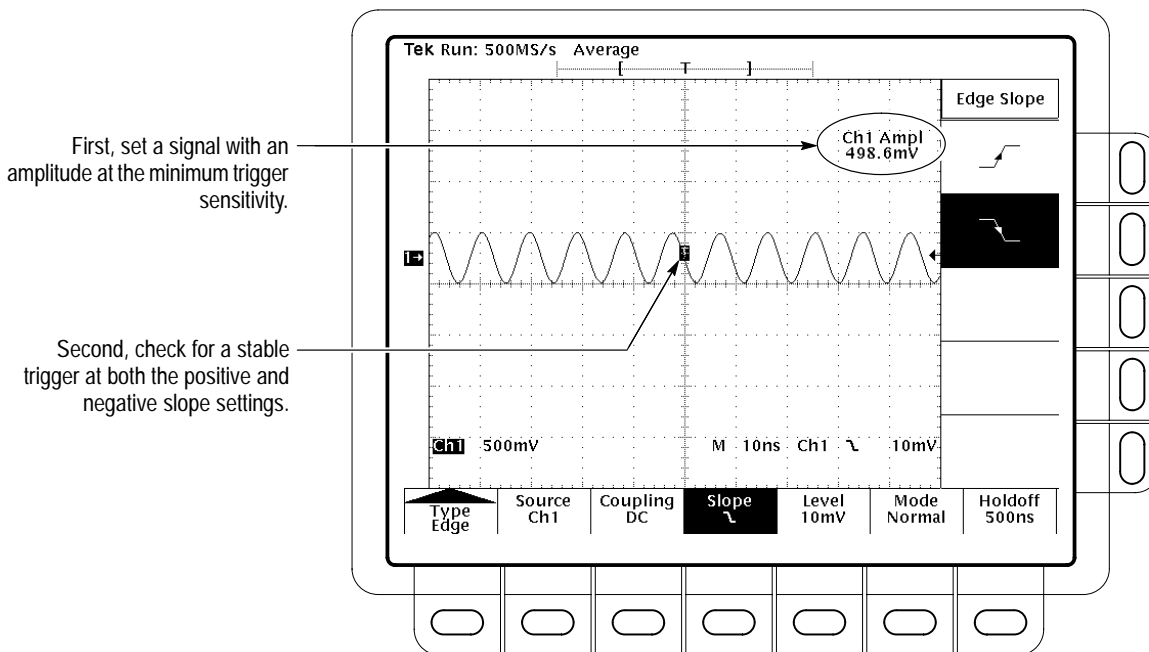 Tek Run: 500MS/s Average
[ T ]
Edge Slope
Ch1 Ampl
498.6mV
First, set a signal with an
amplitude at the minimum trigger
sensitivity.
1→
T
Second, check for a stable
trigger at both the positive and
negative slope settings.
Ch1 500mV M 10ns Ch1 10mV
Type
Edge
Source
Ch1
Coupling
DC
Slope
Level
10mV
Mode
Normal
Holdoff
500ns